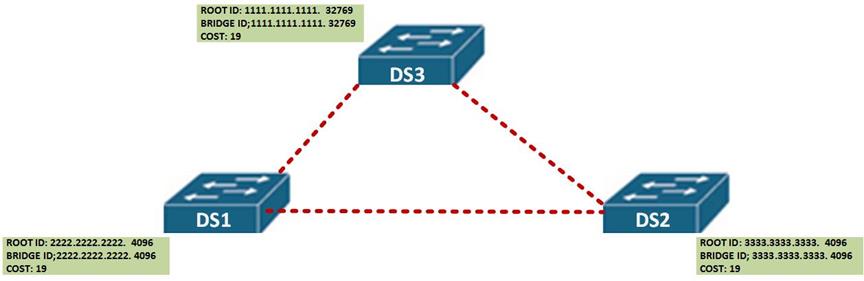 ROOT ID: 1111.1111.1111.  32769
BRIDGE ID;1111.1111.1111. 32769
COST: 19
DS3
DS1
DS2
ROOT ID: 2222.2222.2222.  4096
BRIDGE ID;2222.2222.2222. 4096
COST: 19
ROOT ID: 3333.3333.3333.  4096
BRIDGE ID; 3333.3333.3333. 4096
COST: 19